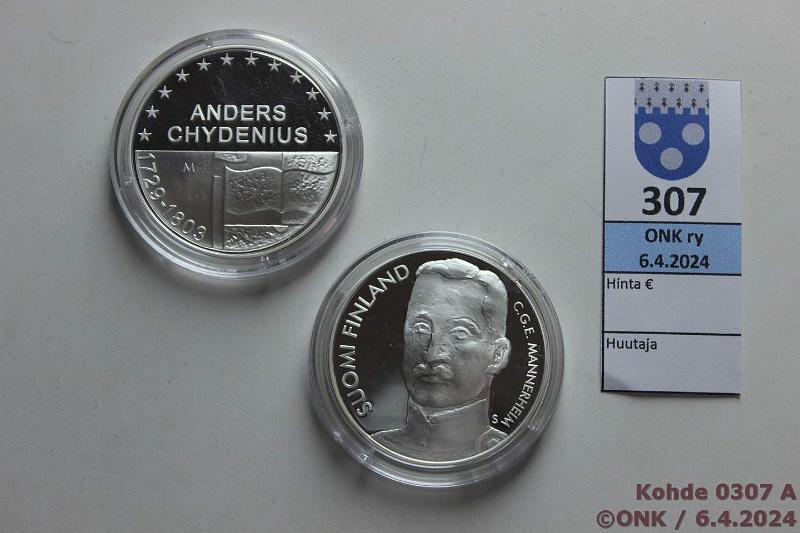 ANDERS
CHYDENIUS
M
1729-1803
SUOMI FINLAND
C.G.E. MANNERHEIM
S
307
ONK ry
6.4.2024
Hinta €
Huutaja
Kohde 0307 A
©ONK / 6.4.2024